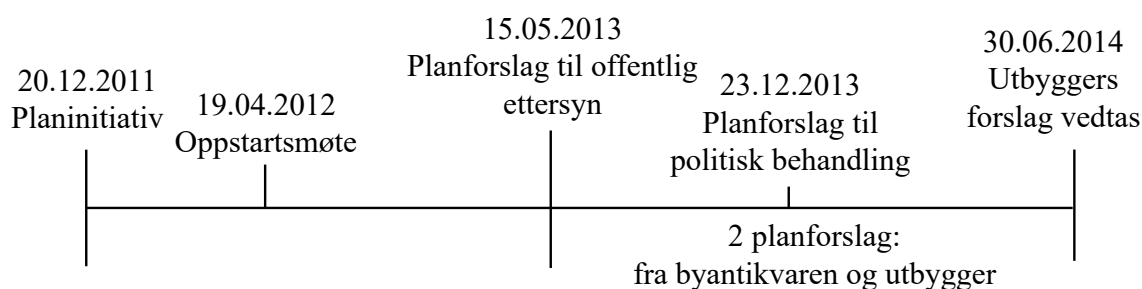 20.12.2011
Planinitiativ
19.04.2012
Oppstartsmøte
15.05.2013
Planforslag til offentlig
ettersyn
23.12.2013
Planforslag til
politisk behandling
30.06.2014
Utbyggers
forslag vedtas
2 planforslag:
fra byantikvaren og utbygger